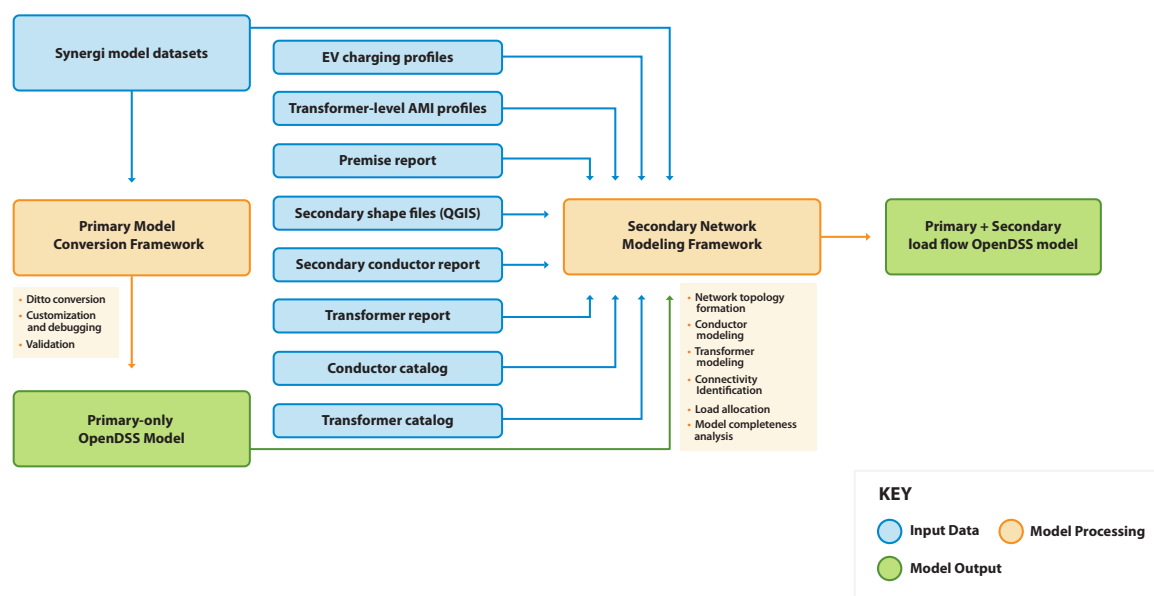 Synergi model datasets
EV charging profiles
Transformer-level AMI profiles
Premise report
Secondary shape files (QGIS)
Secondary conductor report
Transformer report
Conductor catalog
Transformer catalog
Primary Model
Conversion Framework
• Ditto conversion
• Customization
and debugging
• Validation
Primary-only
OpenDSS Model
Secondary Network
Modeling Framework
• Network topology
formation
• Conductor
modeling
• Transformer
modeling
• Connectivity
Identification
• Load allocation
• Model completeness
analysis
Primary + Secondary
load flow OpenDSS model
KEY
Input Data
Model Processing
Model Output